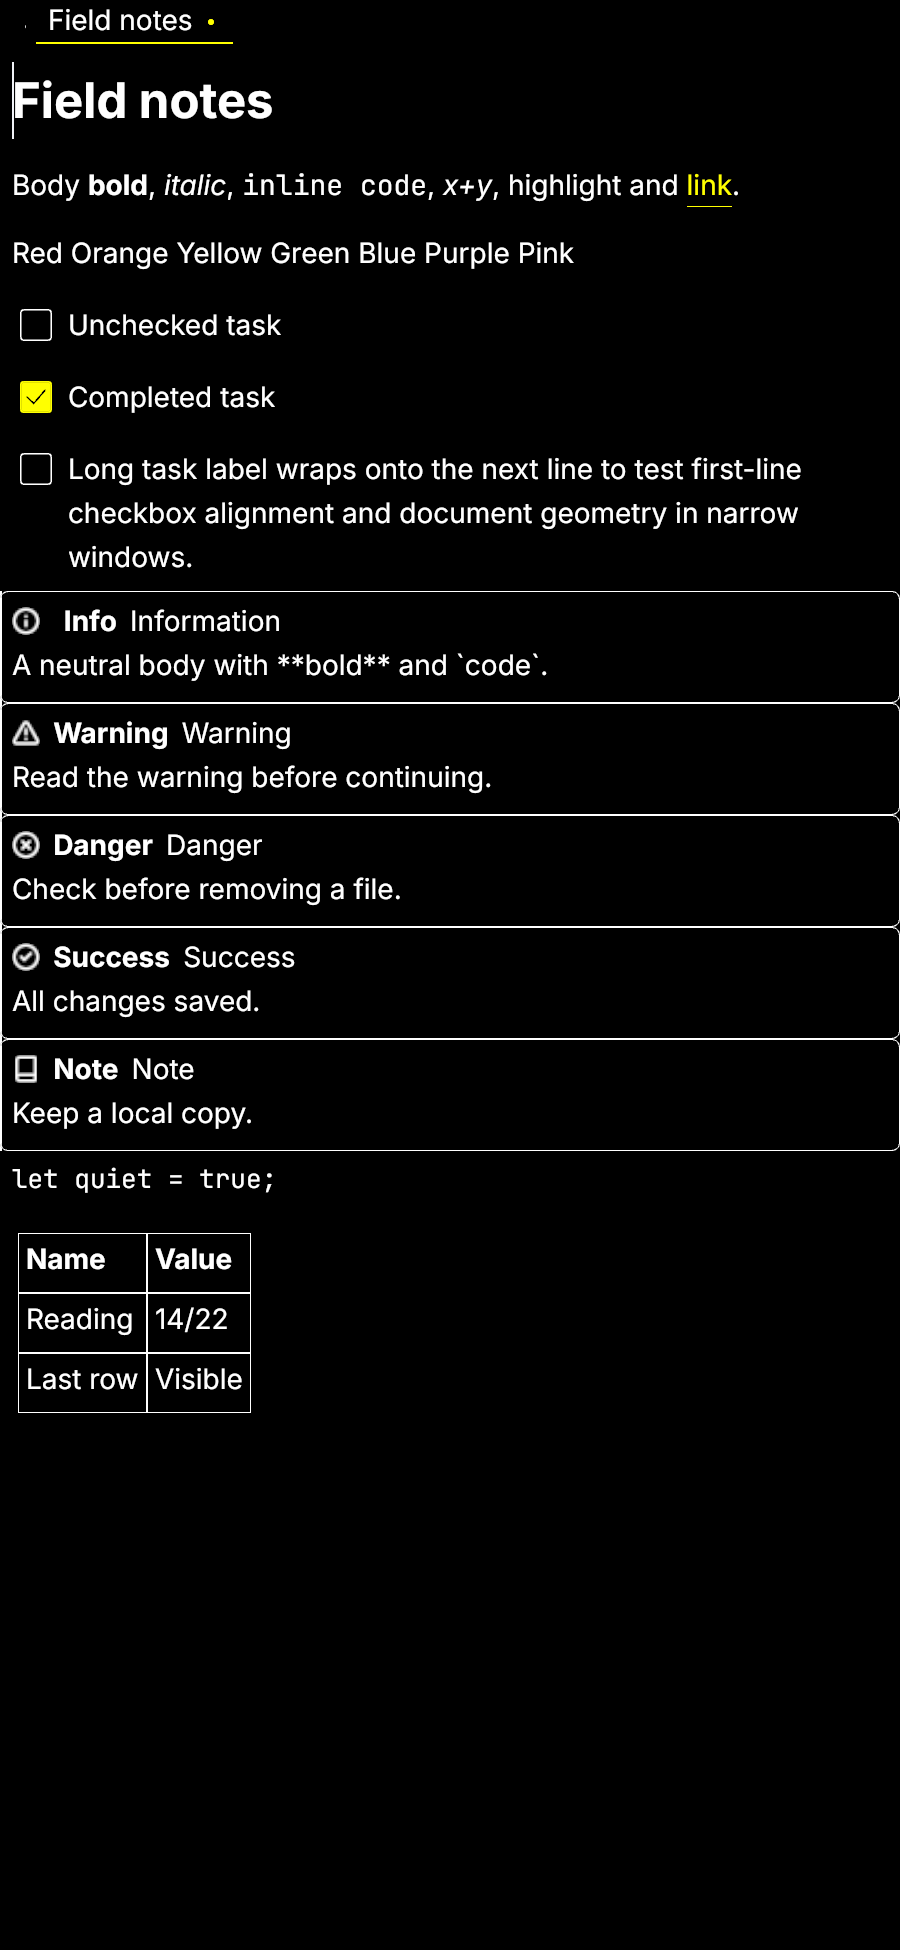 Field notes
Field notes
Body bold, italic, inline code, x+y, highlight and link.
Red Orange Yellow Green Blue Purple Pink
Unchecked task
Completed task
Long task label wraps onto the next line to test first-line
checkbox alignment and document geometry in narrow
windows.
Info Information
A neutral body with **bold** and `code`.
Warning Warning
Read the warning before continuing.
Danger Danger
Check before removing a file.
Success Success
All changes saved.
Note Note
Keep a local copy.
let quiet = true;
Name Value
Reading 14/22
Last row Visible